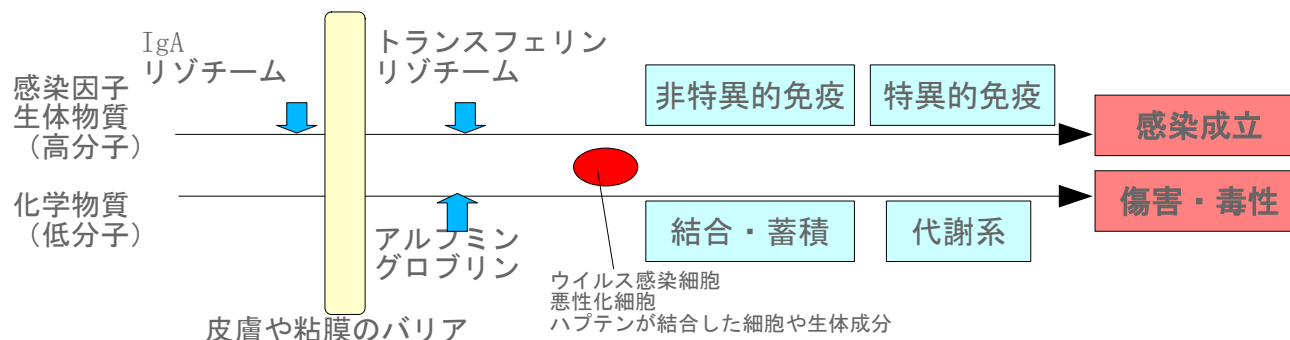 IgA
リゾチーム
トランスフェリン
リゾチーム
感染因子
生体物質
（高分子）
非特異的免疫
特異的免疫
感染成立
化学物質
（低分子）
アルブミン
グロブリン
結合・蓄積
代謝系
傷害・毒性
ウイルス感染細胞
悪性化細胞
ハプテンが結合した細胞や生体成分
皮膚や粘膜のバリア